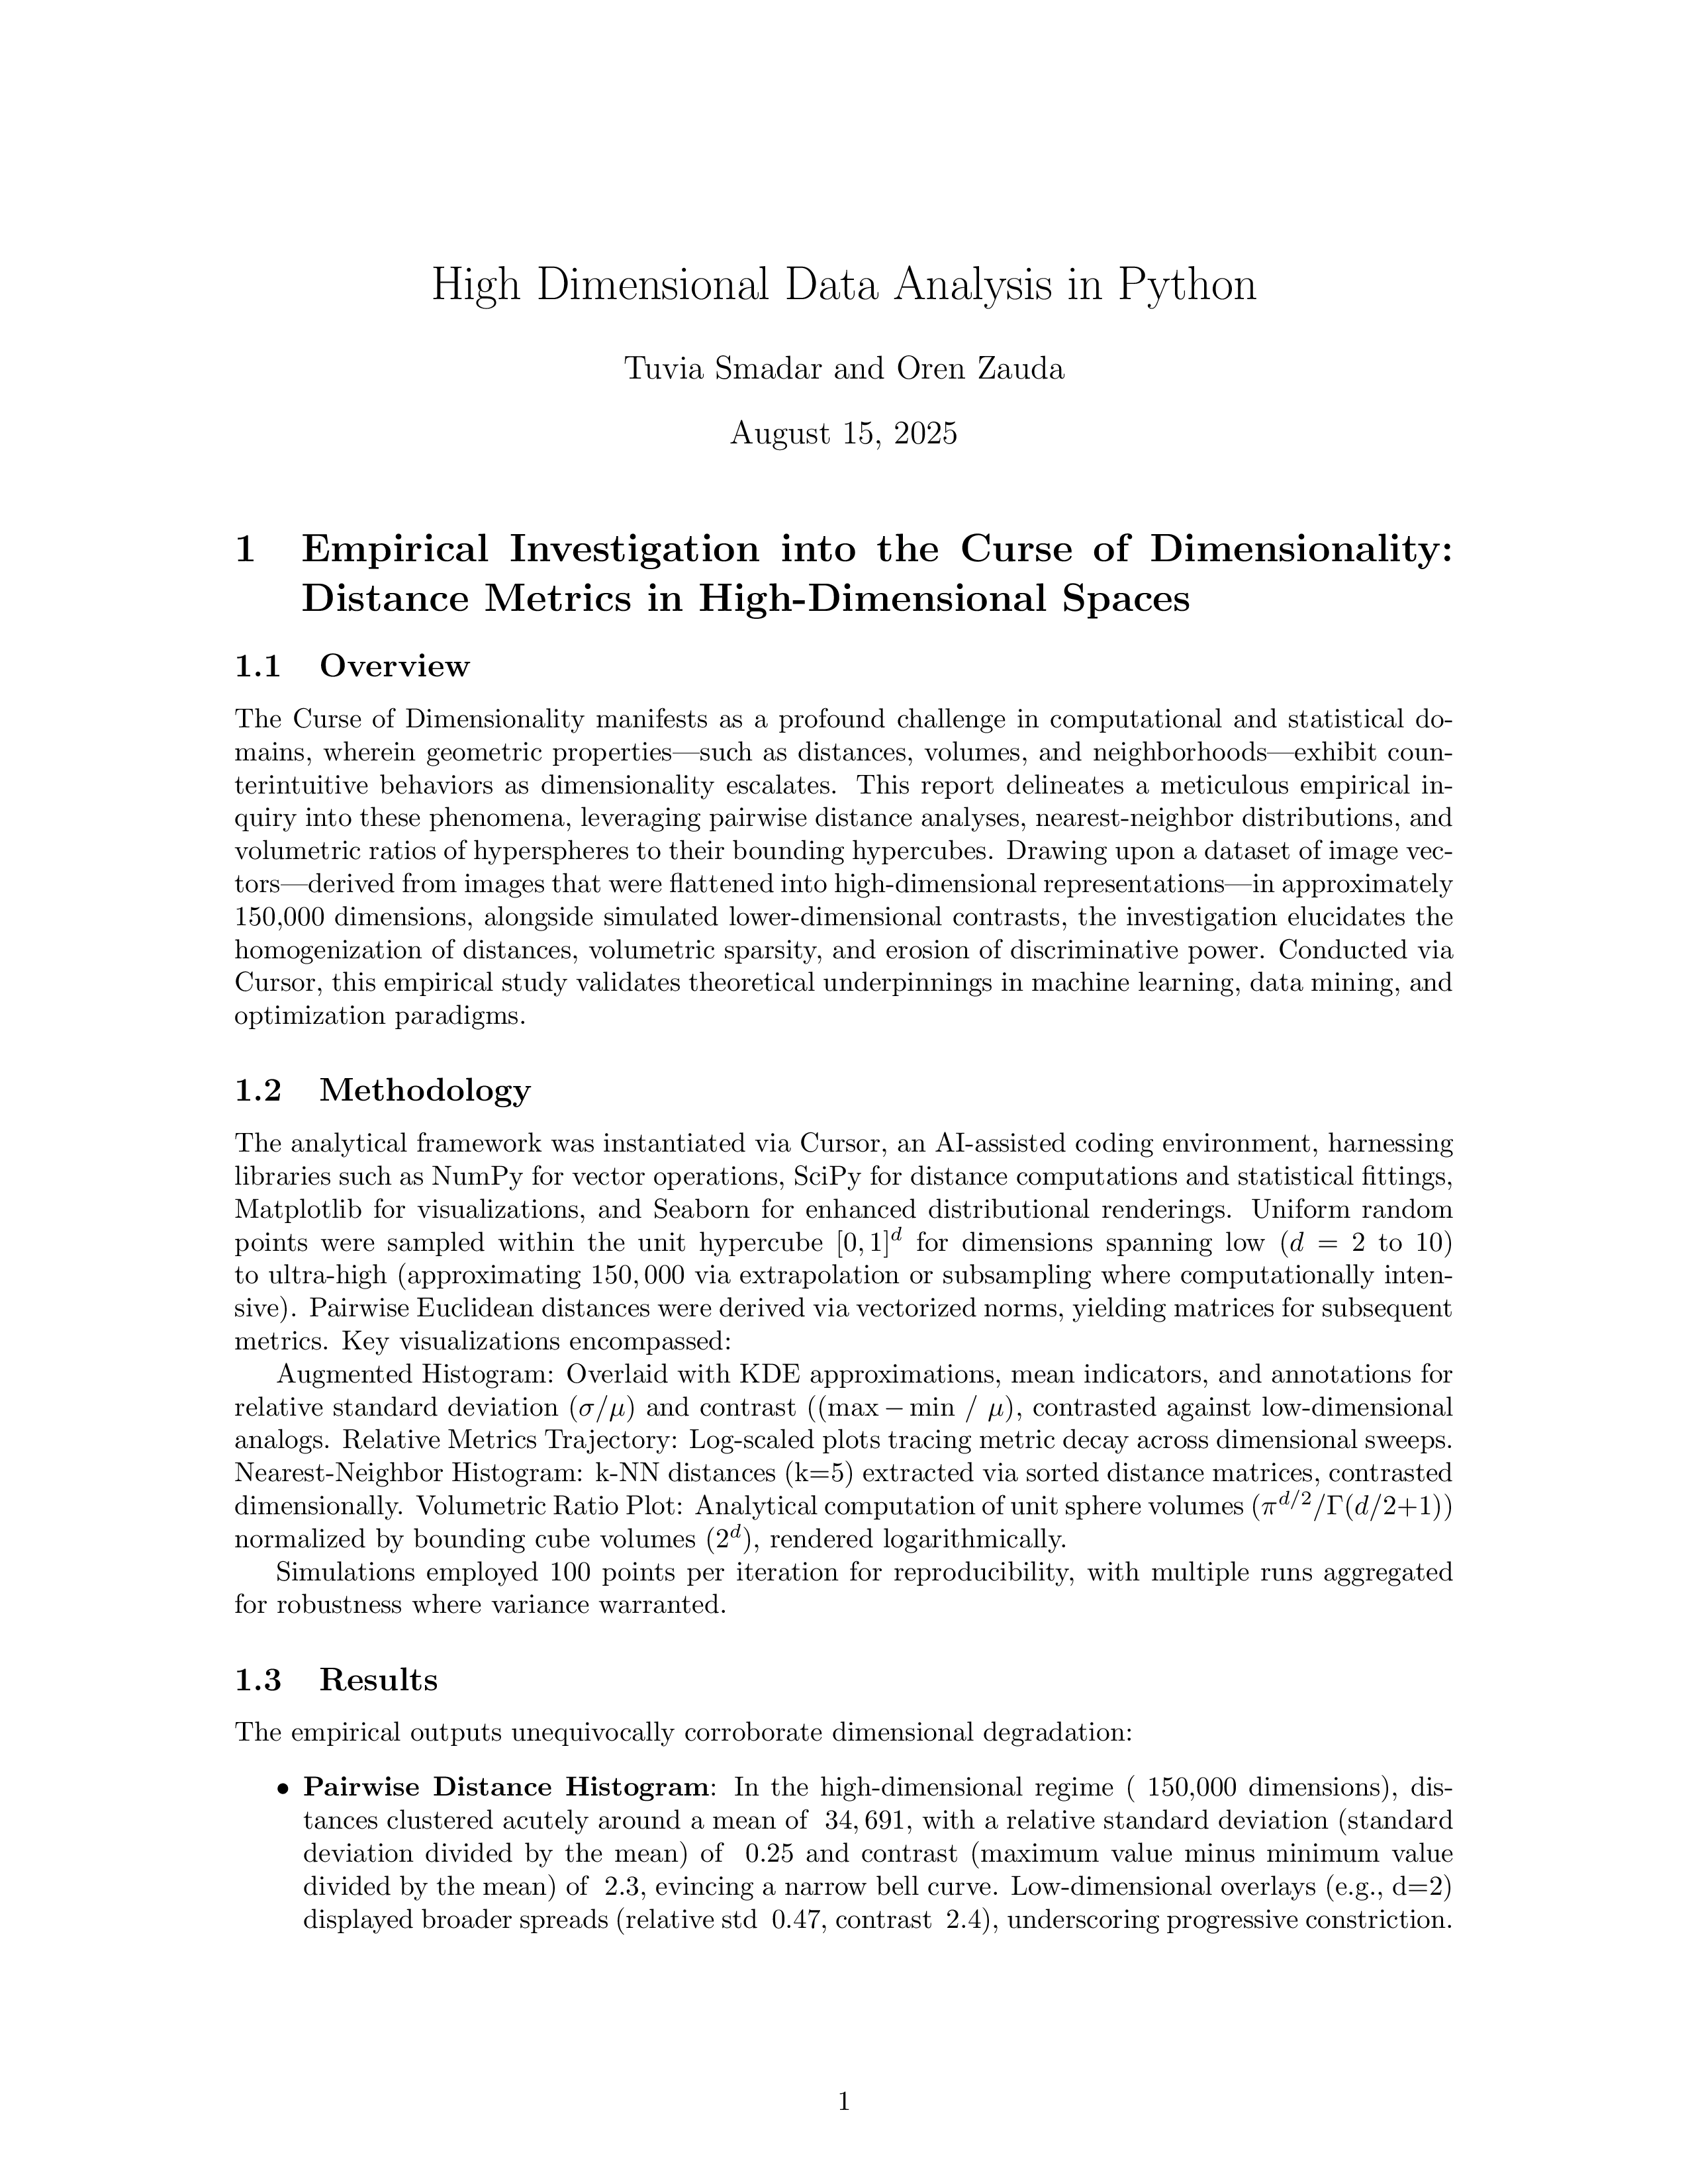 High Dimensional Data Analysis in Python
Tuvia Smadar and Oren Zauda
August 15, 2025
1 Empirical Investigation into the Curse of Dimensionality:
Distance Metrics in High-Dimensional Spaces
1.1 Overview
The Curse of Dimensionality manifests as a profound challenge in computational and statistical do-
mains, wherein geometric properties—such as distances, volumes, and neighborhoods—exhibit coun-
terintuitive behaviors as dimensionality escalates. This report delineates a meticulous empirical in-
quiry into these phenomena, leveraging pairwise distance analyses, nearest-neighbor distributions, and
volumetric ratios of hyperspheres to their bounding hypercubes. Drawing upon a dataset of image vec-
tors—derived from images that were flattened into high-dimensional representations—in approximately
150,000 dimensions, alongside simulated lower-dimensional contrasts, the investigation elucidates the
homogenization of distances, volumetric sparsity, and erosion of discriminative power. Conducted via
Cursor, this empirical study validates theoretical underpinnings in machine learning, data mining, and
optimization paradigms.
1.2 Methodology
The analytical framework was instantiated via Cursor, an AI-assisted coding environment, harnessing
libraries such as NumPy for vector operations, SciPy for distance computations and statistical fittings,
Matplotlib for visualizations, and Seaborn for enhanced distributional renderings. Uniform random
points were sampled within the unit hypercube [0, 1]^d for dimensions spanning low (d = 2 to 10)
to ultra-high (approximating 150,000 via extrapolation or subsampling where computationally inten-
sive). Pairwise Euclidean distances were derived via vectorized norms, yielding matrices for subsequent
metrics. Key visualizations encompassed:
Augmented Histogram: Overlaid with KDE approximations, mean indicators, and annotations for
relative standard deviation (σ/μ) and contrast ((max − min / μ), contrasted against low-dimensional
analogs. Relative Metrics Trajectory: Log-scaled plots tracing metric decay across dimensional sweeps.
Nearest-Neighbor Histogram: k-NN distances (k=5) extracted via sorted distance matrices, contrasted
dimensionally. Volumetric Ratio Plot: Analytical computation of unit sphere volumes (π^{d/2}/Γ(d/2+1))
normalized by bounding cube volumes (2^d), rendered logarithmically.
Simulations employed 100 points per iteration for reproducibility, with multiple runs aggregated
for robustness where variance warranted.
1.3 Results
The empirical outputs unequivocally corroborate dimensional degradation:
• Pairwise Distance Histogram: In the high-dimensional regime ( 150,000 dimensions), dis-
tances clustered acutely around a mean of 34,691, with a relative standard deviation (standard
deviation divided by the mean) of 0.25 and contrast (maximum value minus minimum value
divided by the mean) of 2.3, evincing a narrow bell curve. Low-dimensional overlays (e.g., d=2)
displayed broader spreads (relative std 0.47, contrast 2.4), underscoring progressive constriction.
1